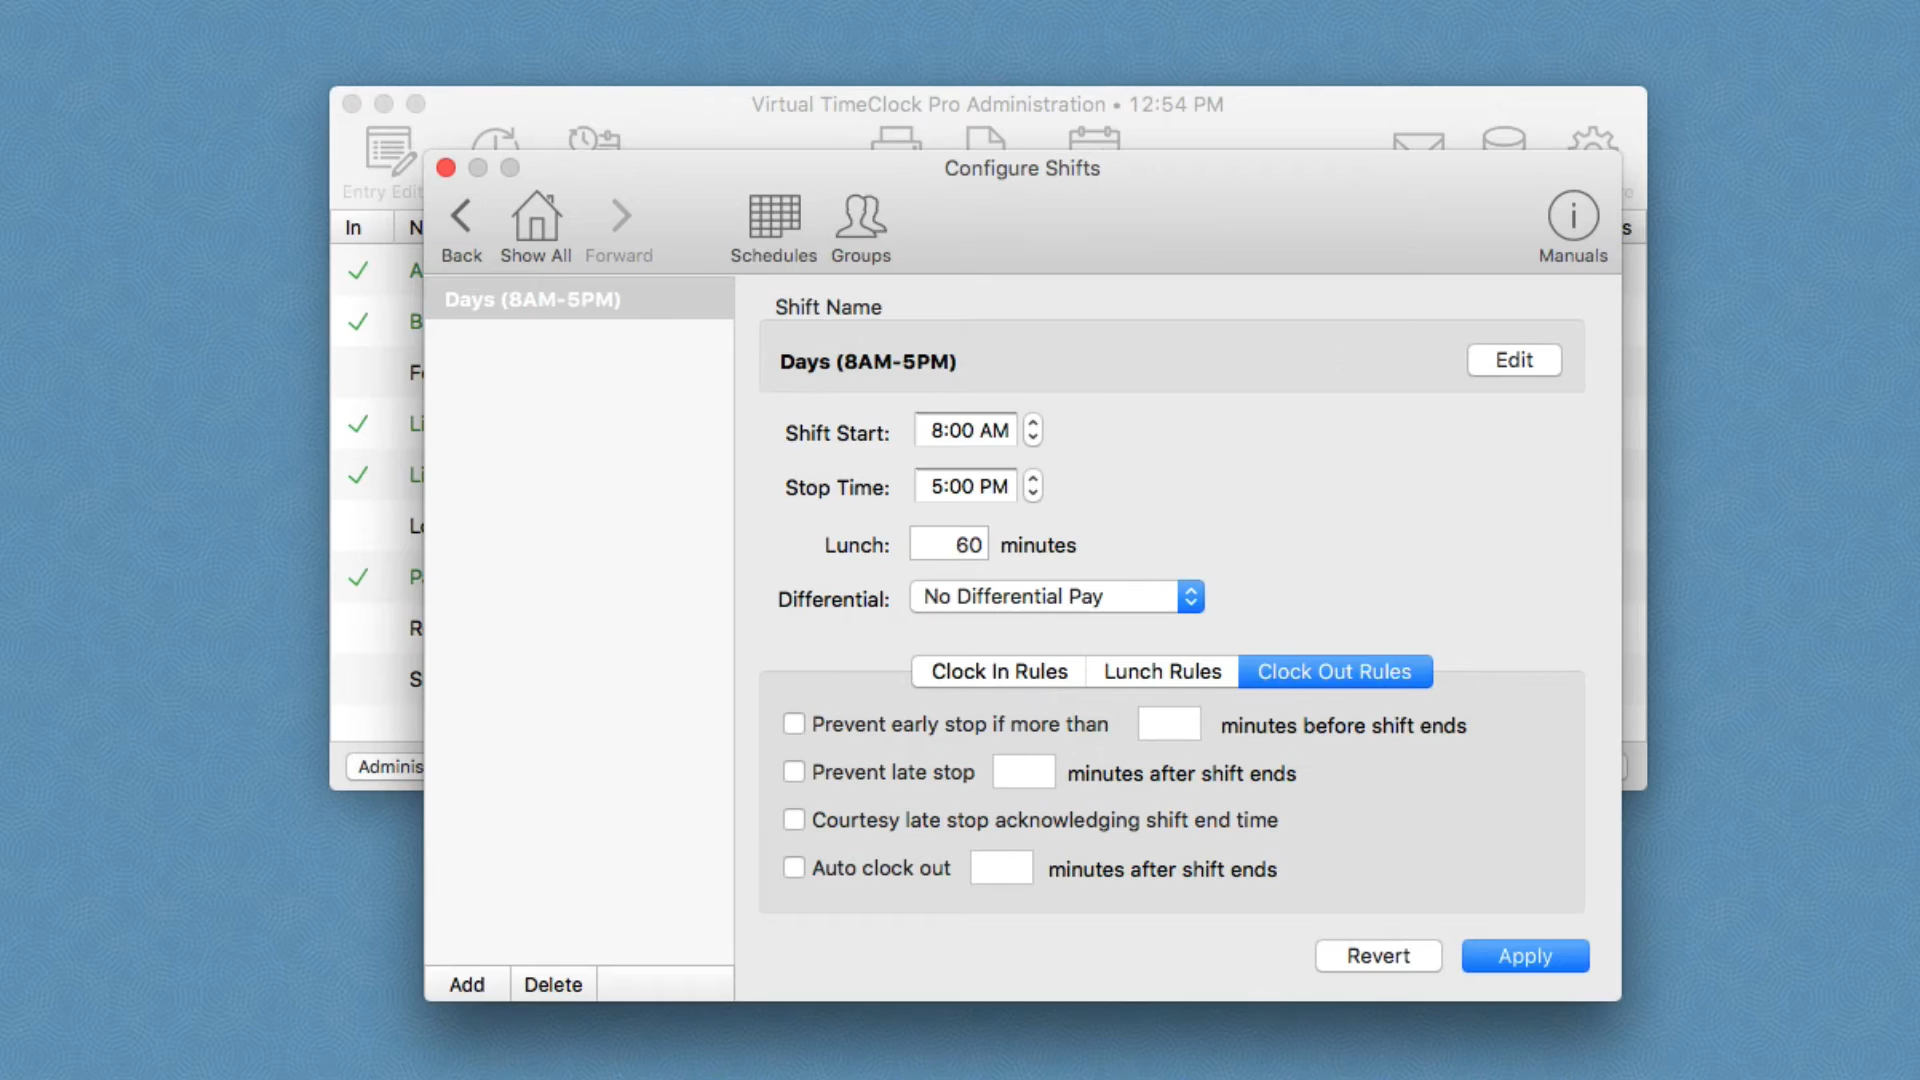 Virtual TimeClock Pro Administration • 12:54 PM
Configure Shifts
Back
Show All
Forward
Schedules
Groups
Manuals
In
Days (8AM-5PM)
Shift Name
Days (8AM-5PM)
Edit
Shift Start: 8:00 AM
Stop Time: 5:00 PM
Lunch: 60 minutes
Differential: No Differential Pay
Clock In Rules
Lunch Rules
Clock Out Rules
Prevent early stop if more than minutes before shift ends
Prevent late stop minutes after shift ends
Courtesy late stop acknowledging shift end time
Auto clock out minutes after shift ends
Revert
Apply
Add
Delete